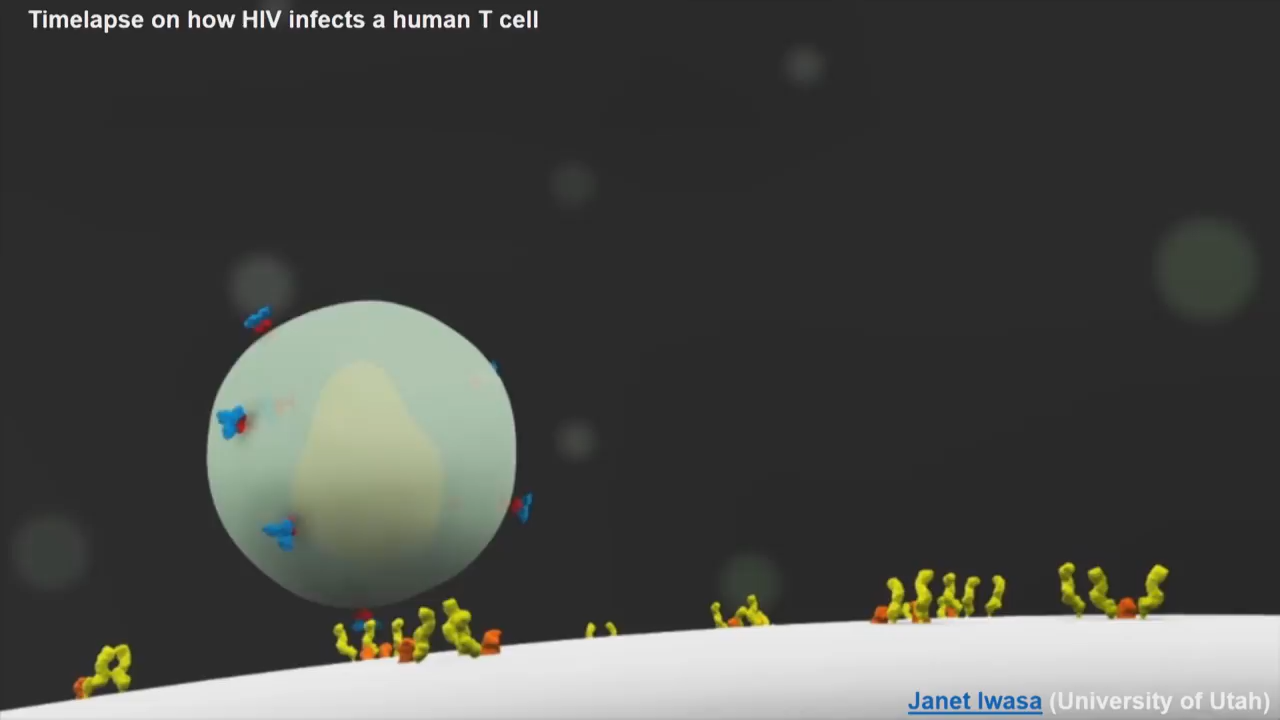 Timelapse on how HIV infects a human T cell
Janet Iwasa (University of Utah)